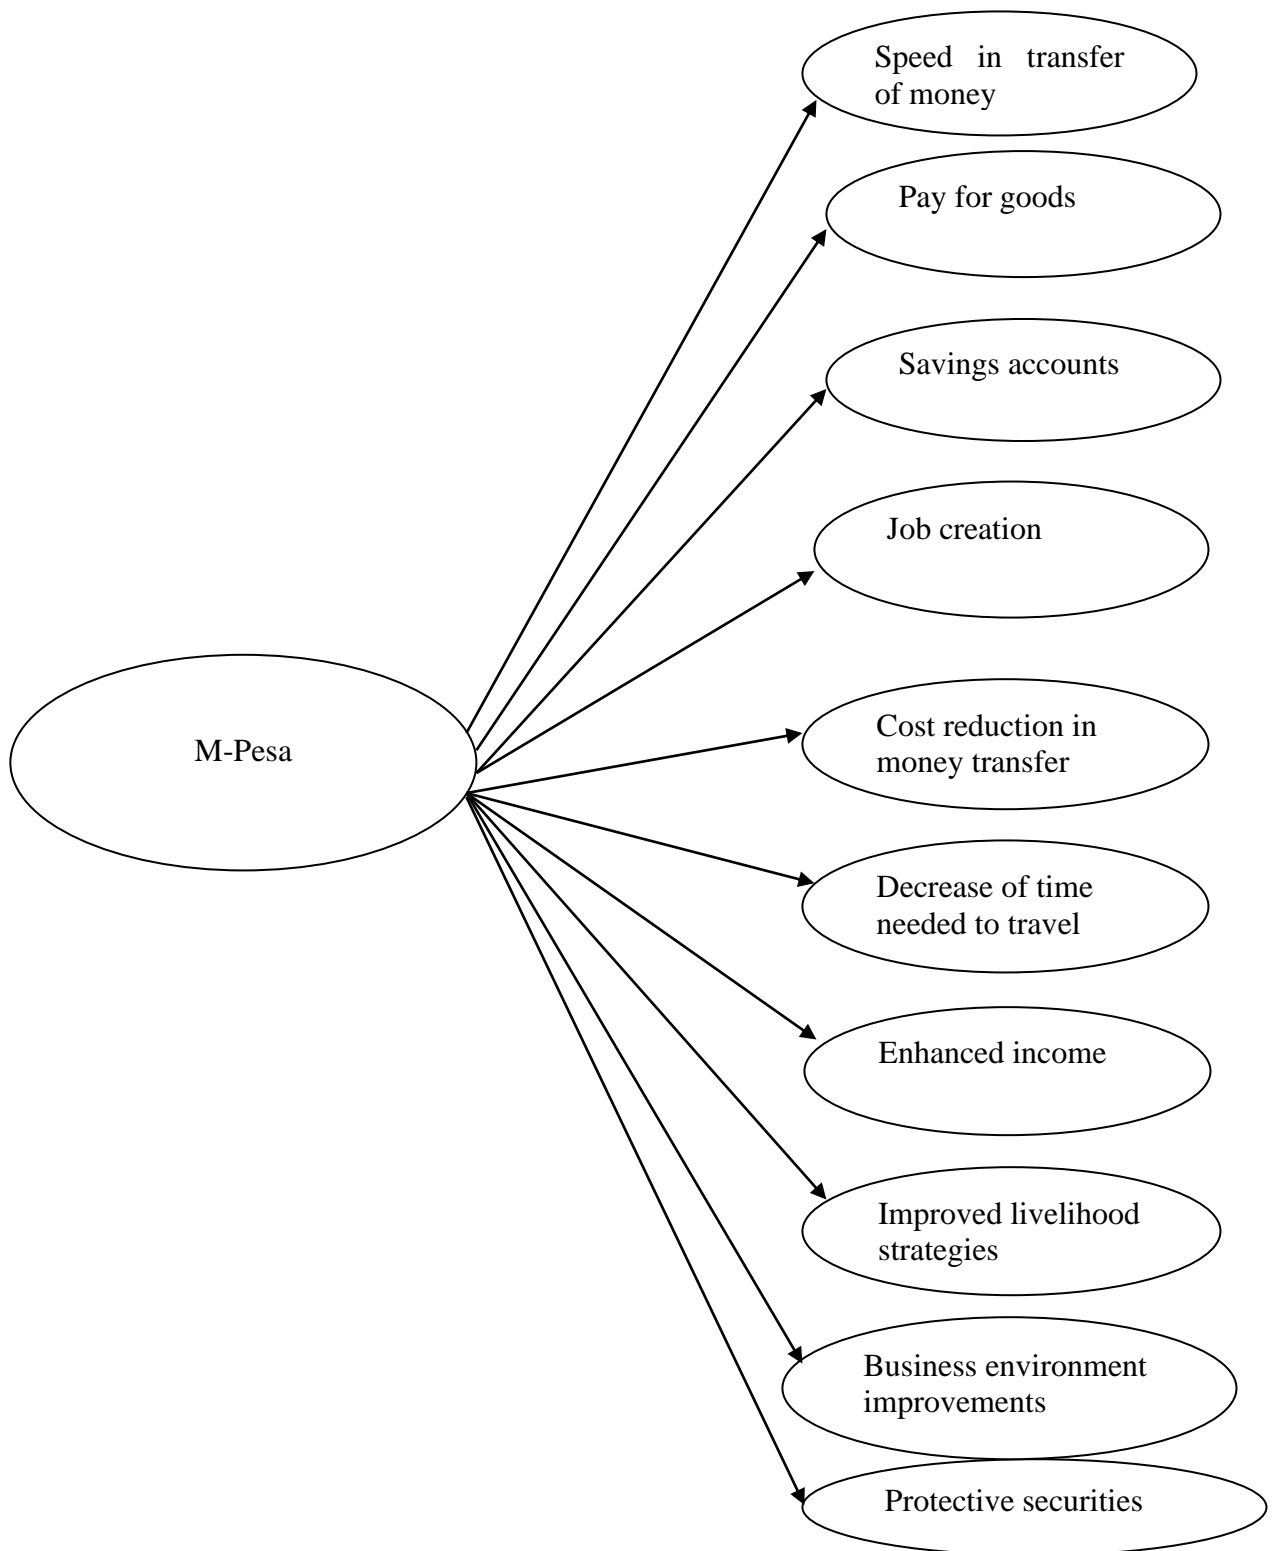 Speed in transfer
of money
Pay for goods
Savings accounts
Job creation
M-Pesa
Cost reduction in
money transfer
Decrease of time
needed to travel
Enhanced income
Improved livelihood
strategies
Business environment
improvements
Protective securities